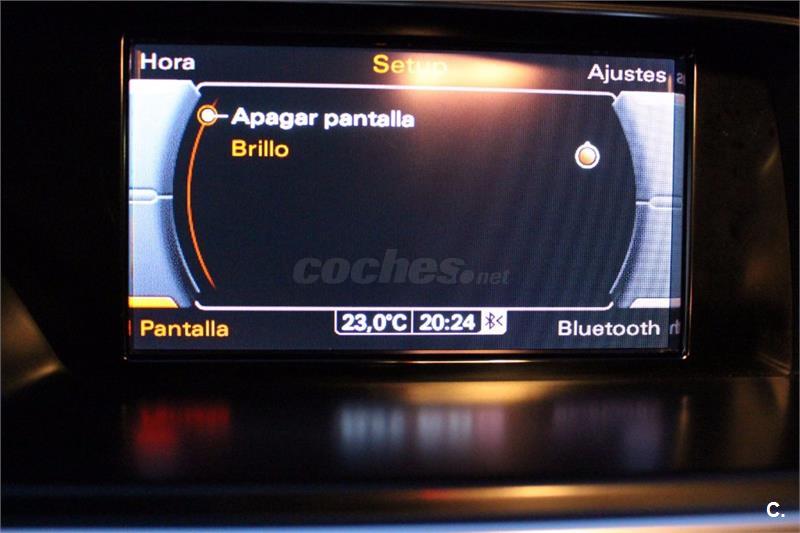 Hora Setup Ajustes
Apagar pantalla
Brillo
coches.net
Pantalla 23,0°C 20:24 Bluetooth
C.